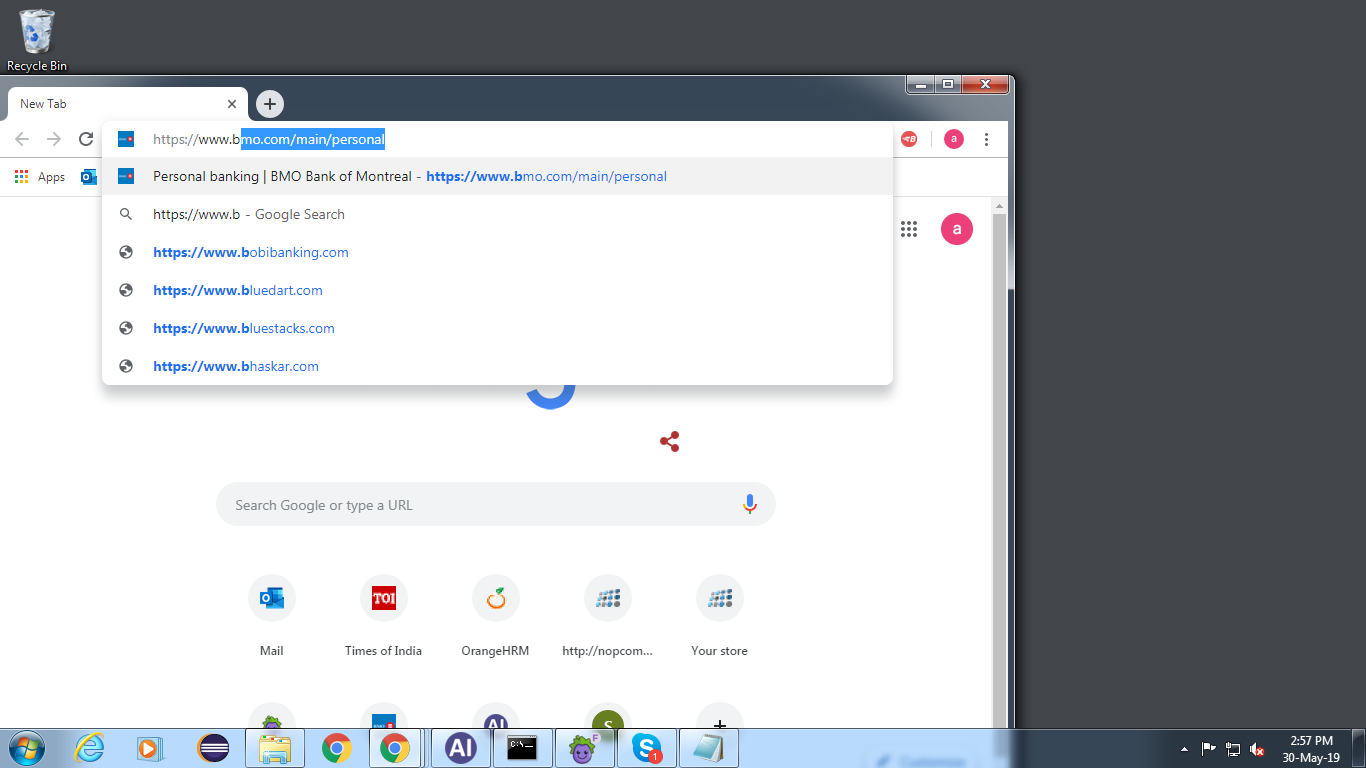 Recycle Bin
New Tab
https://www.bmo.com/main/personal
a
Apps
Personal banking | BMO Bank of Montreal - https://www.bmo.com/main/personal
https://www.b - Google Search
a
https://www.bobibanking.com
https://www.bluedart.com
https://www.bluestacks.com
https://www.bhaskar.com
Search Google or type a URL
TOI
Mail
Times of India
OrangeHRM
http://nopcom...
Your store
AI
S
F
AI
C:\
S
1
2:57 PM
30-May-19
Customize